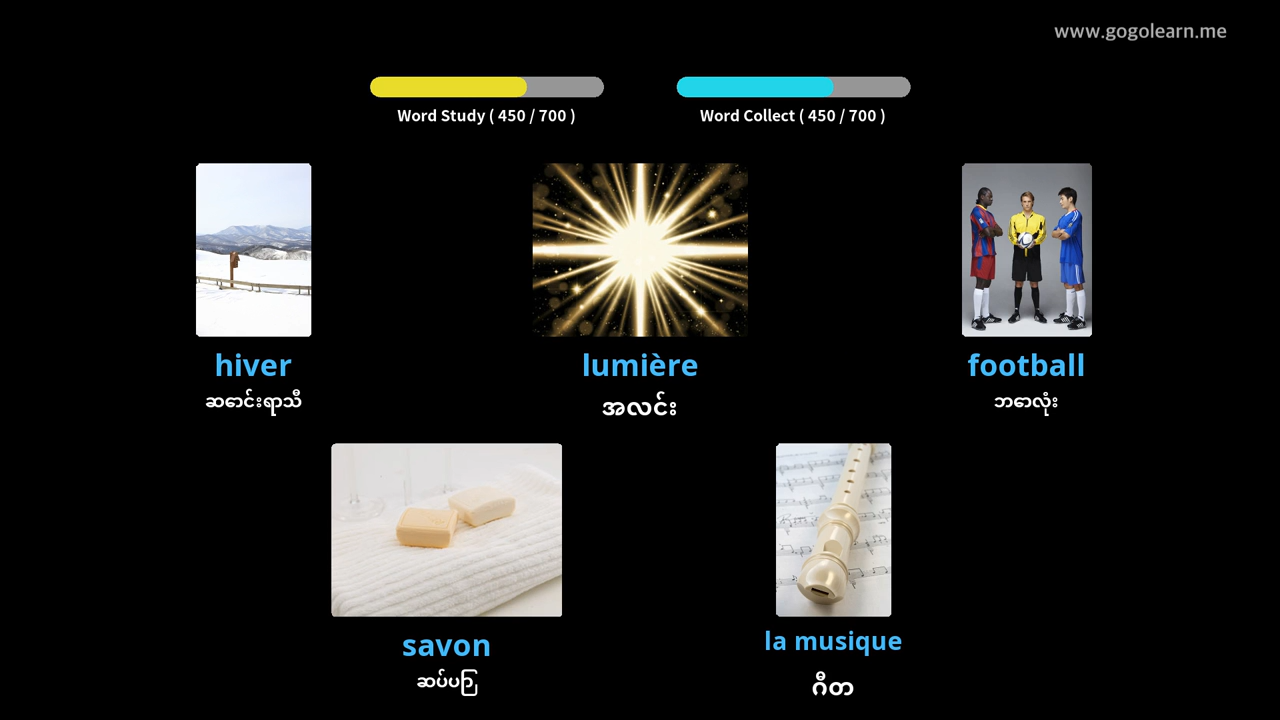 www.gogolearn.me
Word Study ( 450 / 700 )
Word Collect ( 450 / 700 )
hiver
ဆောင်းရာသီ
lumière
အလင်း
football
ဘောလုံး
savon
ဆပ်ပြာ
la musique
ဂီတ